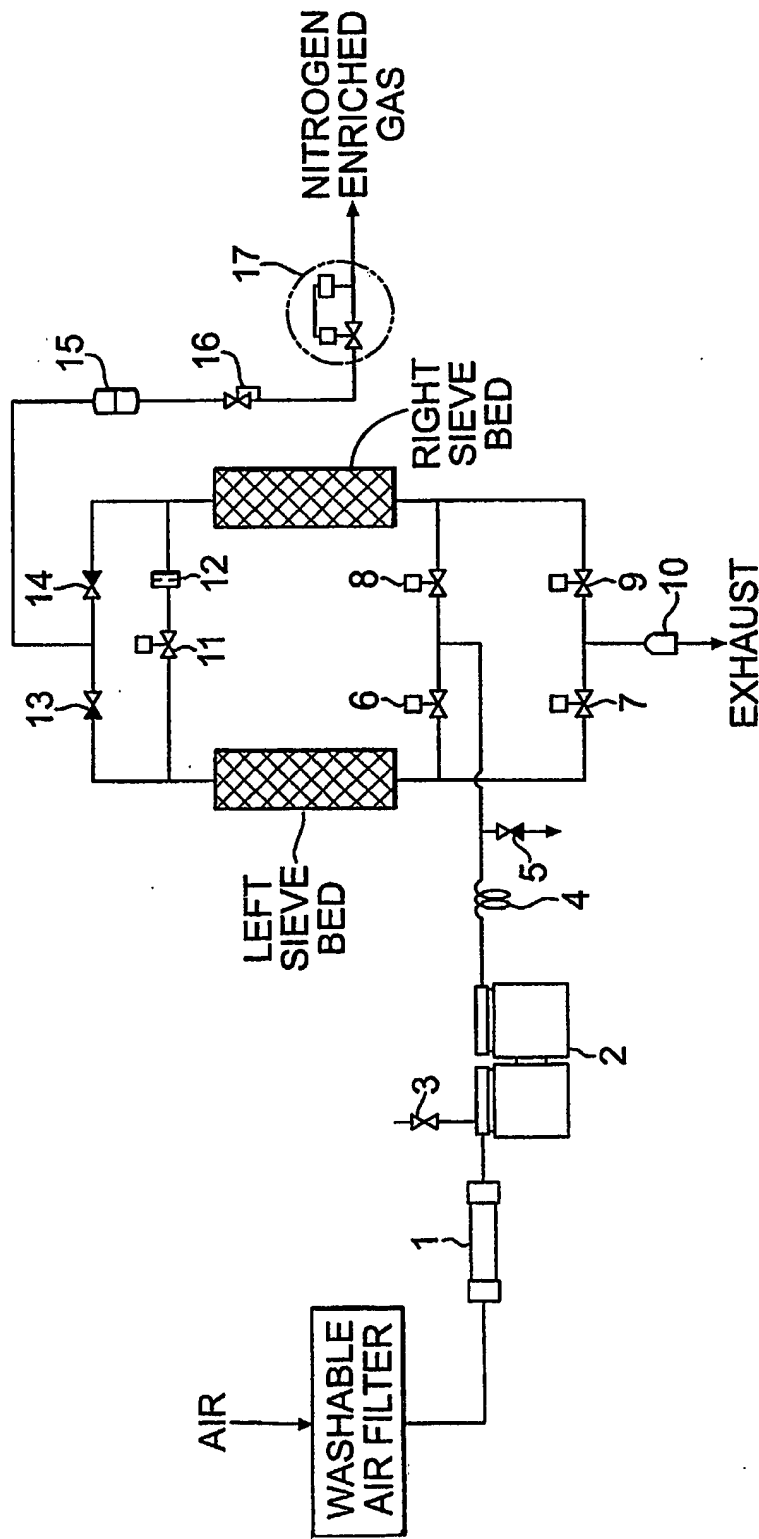 AIR
WASHABLE
AIR FILTER
1
3
2
4
5
LEFT
SIEVE
BED
6
8
7
9
10
EXHAUST
13
14
11
12
RIGHT
SIEVE
BED
15
16
17
NITROGEN
ENRICHED
GAS